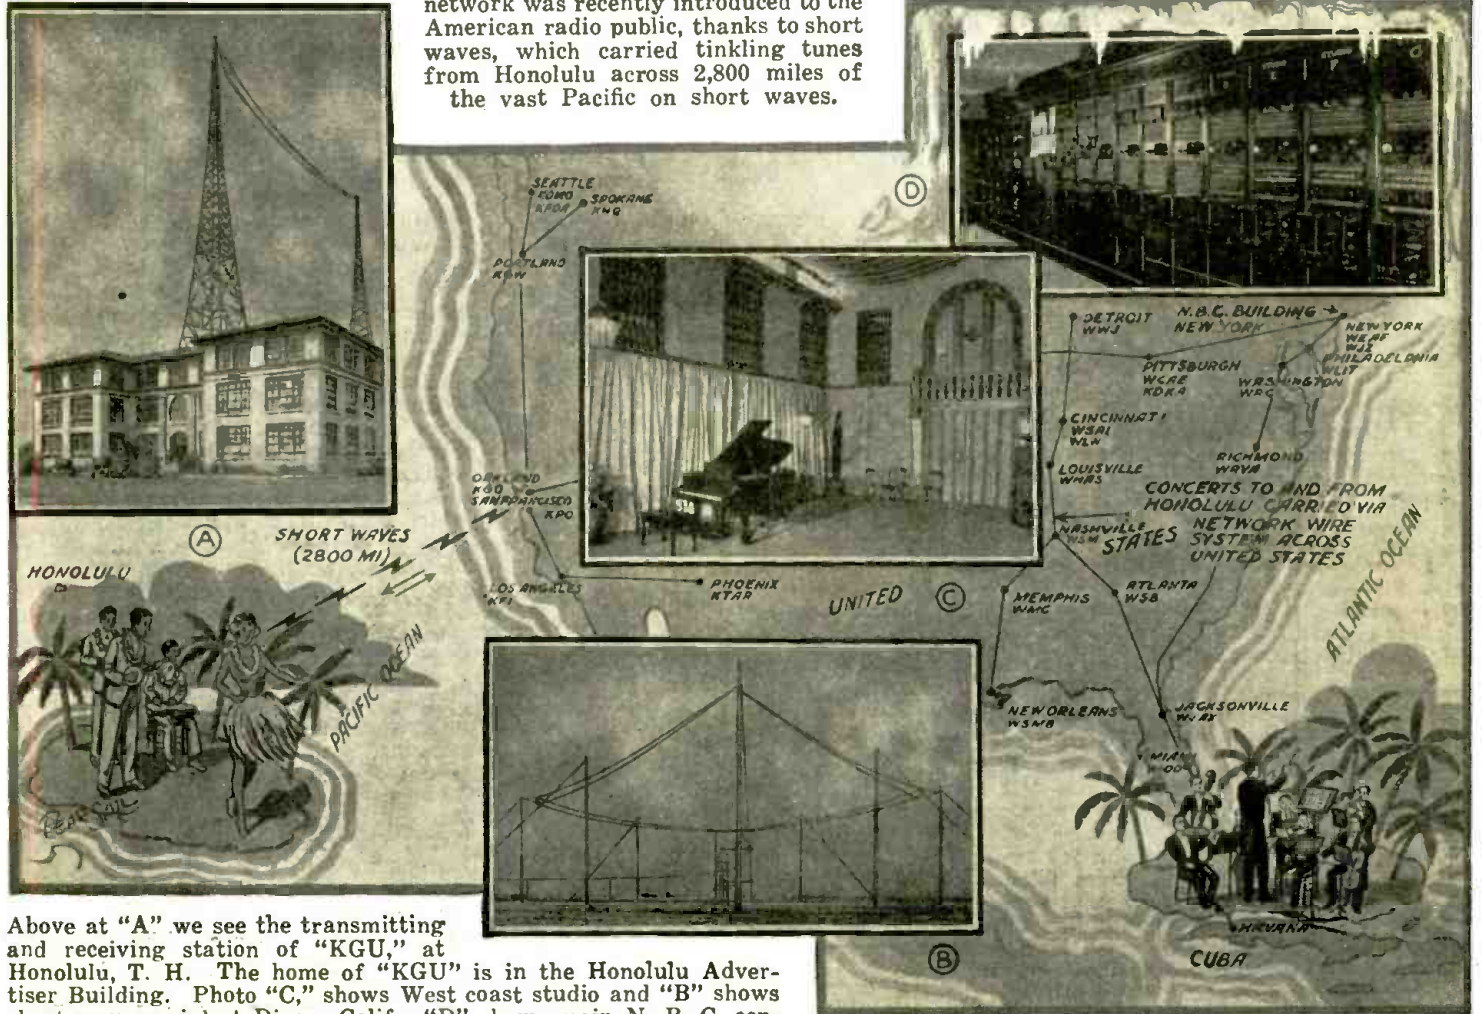 network was recently introduced to the
American radio public, thanks to short
waves, which carried tinkling tunes
from Honolulu across 2,800 miles of
the vast Pacific on short waves.
SEATTLE
KOMO
SPOKANE
KHQ
PORTLAND
KGW
OAKLAND
KGO
SAN FRANCISCO
KPO
LOS ANGELES
KFI
PHOENIX
KTAR
A
SHORT WAVES
(2800 MI)
HONOLULU
PACIFIC OCEAN
D
DETROIT
WWJ
N.B.C. BUILDING
NEW YORK
NEW YORK
WEAF
WJZ
PHILADELPHIA
WLIT
PITTSBURGH
WCAE
KDKA
WASHINGTON
WRC
CINCINNATI
WSAI
WLW
RICHMOND
WRVA
LOUISVILLE
WHAS
CONCERTS TO AND FROM
HONOLULU CARRIED VIA
NETWORK WIRE
SYSTEM ACROSS
UNITED STATES
NASHVILLE
WSM
UNITED STATES
C
ATLANTA
WSB
MEMPHIS
WMC
ATLANTIC OCEAN
NEW ORLEANS
WSMB
JACKSONVILLE
WJAX
MIAMI
HAVANA
CUBA
B
Above at “A” we see the transmitting
and receiving station of “KGU,” at
Honolulu, T. H. The home of “KGU” is in the Honolulu Adver-
tiser Building. Photo “C,” shows West coast studio and “B” shows